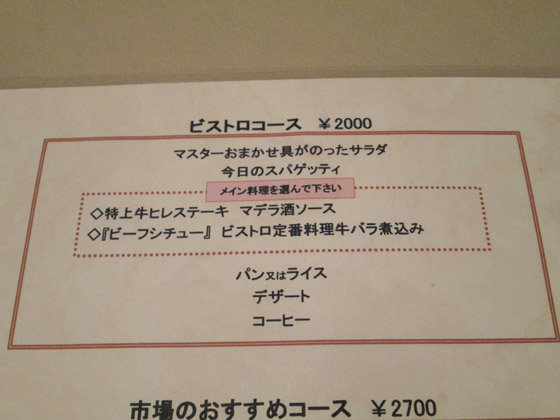 ビストロコース ￥2000
マスターおまかせ具がのったサラダ
今日のスパゲッティ
メイン料理を選んで下さい
◇特上牛ヒレステーキ マデラ酒ソース
◇『ビーフシチュー』 ビストロ定番料理牛バラ煮込み
パン又はライス
デザート
コーヒー
市場のおすすめコース ￥2700